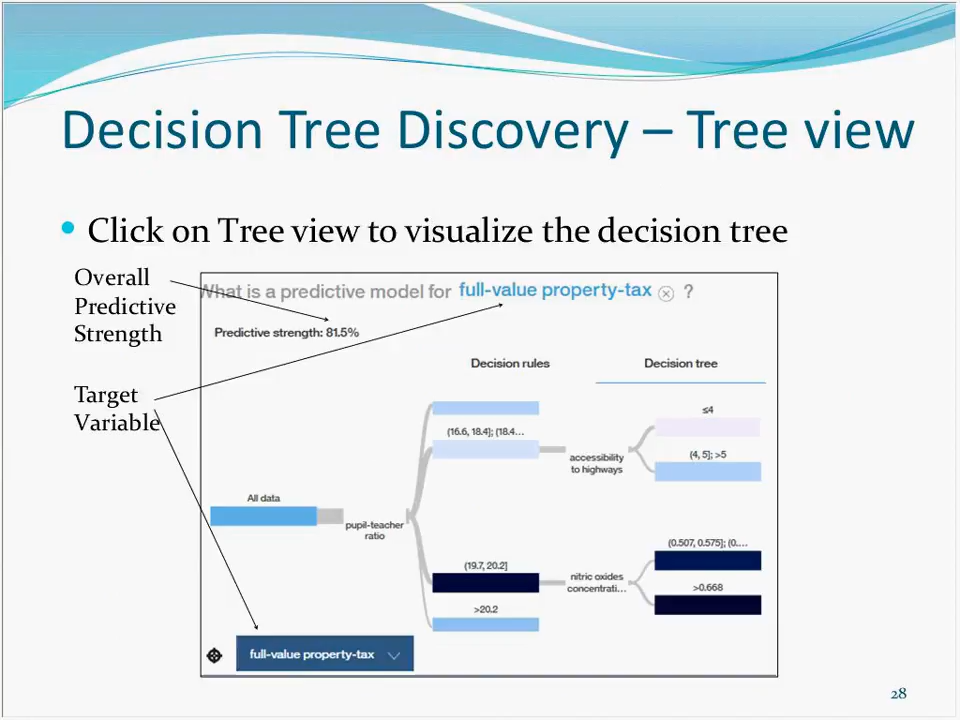 Decision Tree Discovery – Tree view
• Click on Tree view to visualize the decision tree
Overall
Predictive
Strength
Target
Variable
What is a predictive model for full-value property-tax ?
Predictive strength: 81.5%
Decision rules
Decision tree
All data
pupil-teacher
ratio
(16.6, 18.4]; (18.4...
accessibility
to highways
≤4
(4, 5]; >5
(19.7, 20.2]
nitric oxides
concentrati...
(0.507, 0.575]; (0....
>0.668
>20.2
full-value property-tax
28